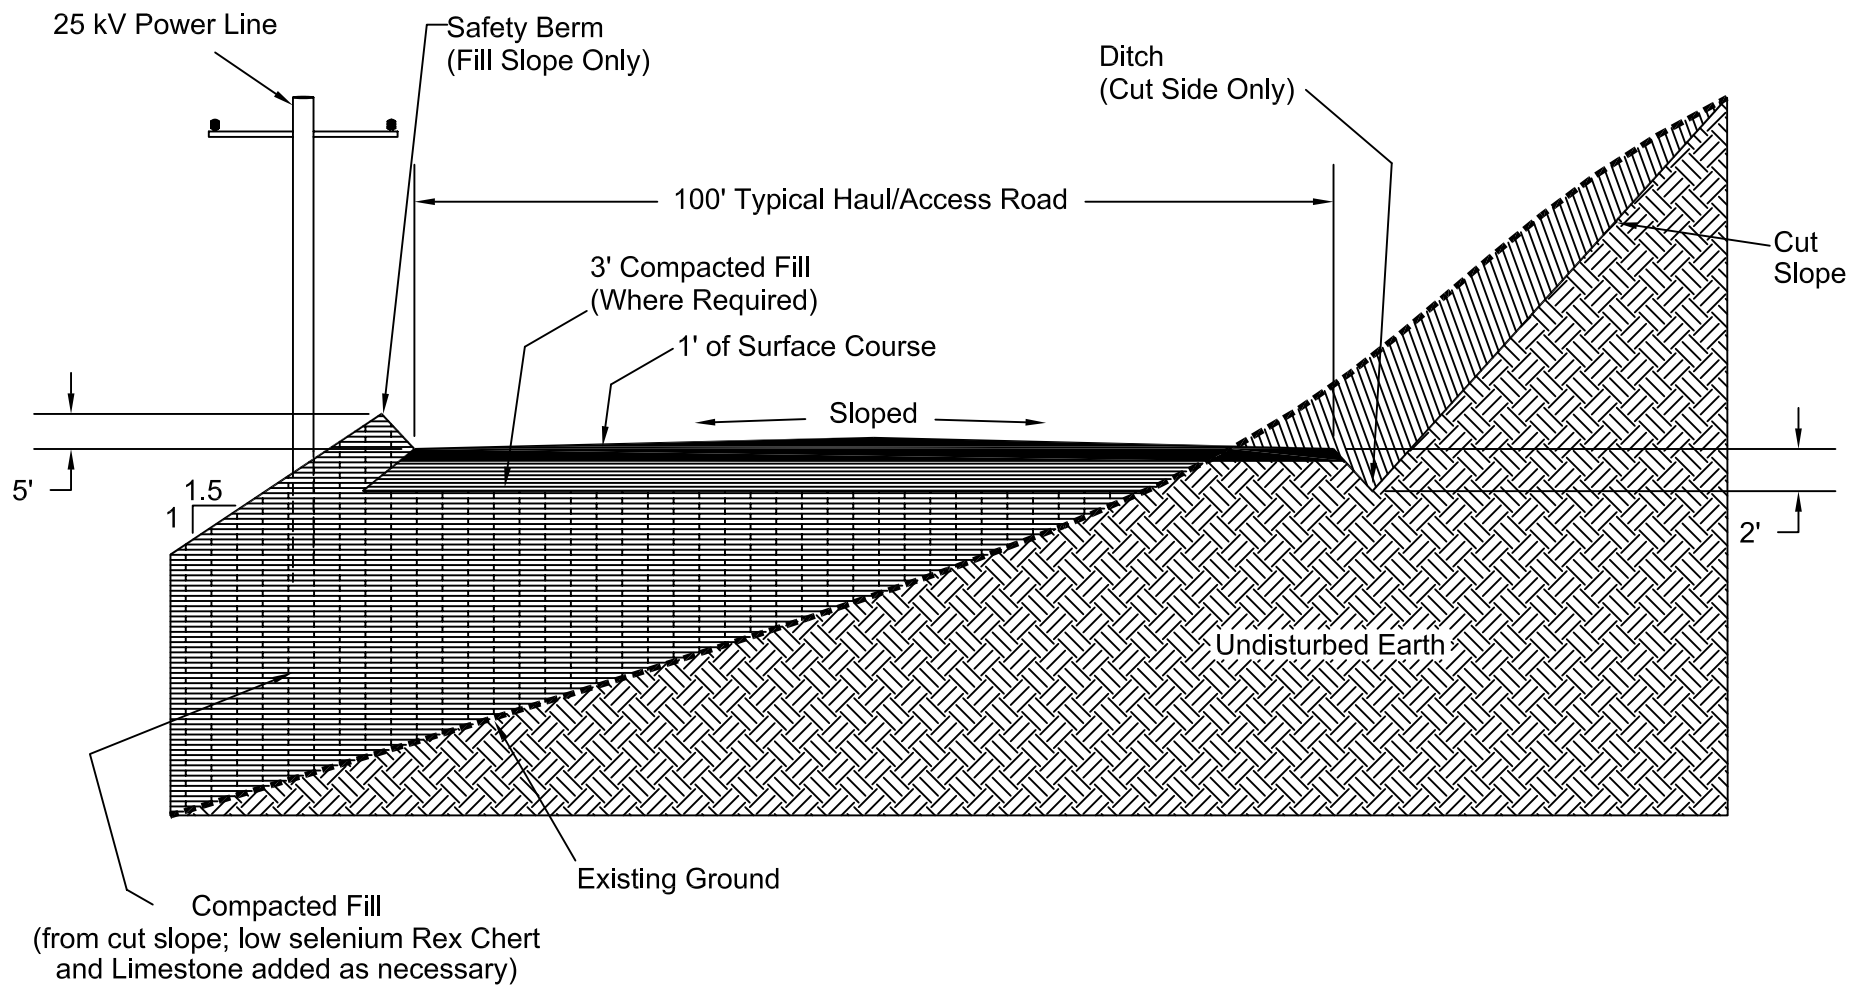 25 kV Power Line
Safety Berm
(Fill Slope Only)
Ditch
(Cut Side Only)
100' Typical Haul/Access Road
Cut
Slope
3' Compacted Fill
(Where Required)
1' of Surface Course
Sloped
5'
1.5
1
2'
Undisturbed Earth
Existing Ground
Compacted Fill
(from cut slope; low selenium Rex Chert
and Limestone added as necessary)